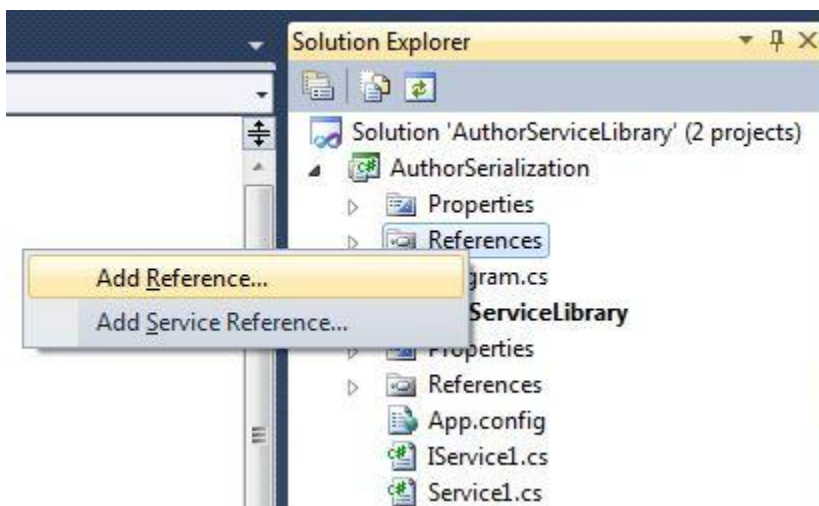 Solution Explorer
Solution 'AuthorServiceLibrary' (2 projects)
AuthorSerialization
Properties
References
Add Reference...
gram.cs
Add Service Reference...
ServiceLibrary
Properties
References
App.config
IService1.cs
Service1.cs